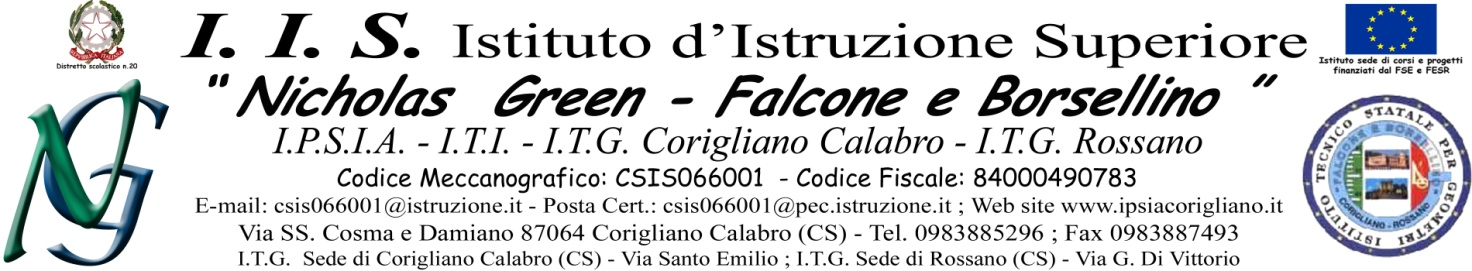 I. I. S. Istituto d'Istruzione Superiore
Distretto scolastico n.20
Istituto sede di corsi e progetti
finanziati dal FSE e FESR
“ Nicholas Green - Falcone e Borsellino ”
I.P.S.I.A. - I.T.I. - I.T.G. Corigliano Calabro - I.T.G. Rossano
Codice Meccanografico: CSIS066001 - Codice Fiscale: 84000490783
E-mail: csis066001@istruzione.it - Posta Cert.: csis066001@pec.istruzione.it ; Web site www.ipsiacorigliano.it
Via SS. Cosma e Damiano 87064 Corigliano Calabro (CS) - Tel. 0983885296 ; Fax 0983887493
I.T.G. Sede di Corigliano Calabro (CS) - Via Santo Emilio ; I.T.G. Sede di Rossano (CS) - Via G. Di Vittorio
NG
ISTITUTO TECNICO STATALE PER GEOMETRI
FALCONE E BORSELLINO
CORIGLIANO - ROSSANO